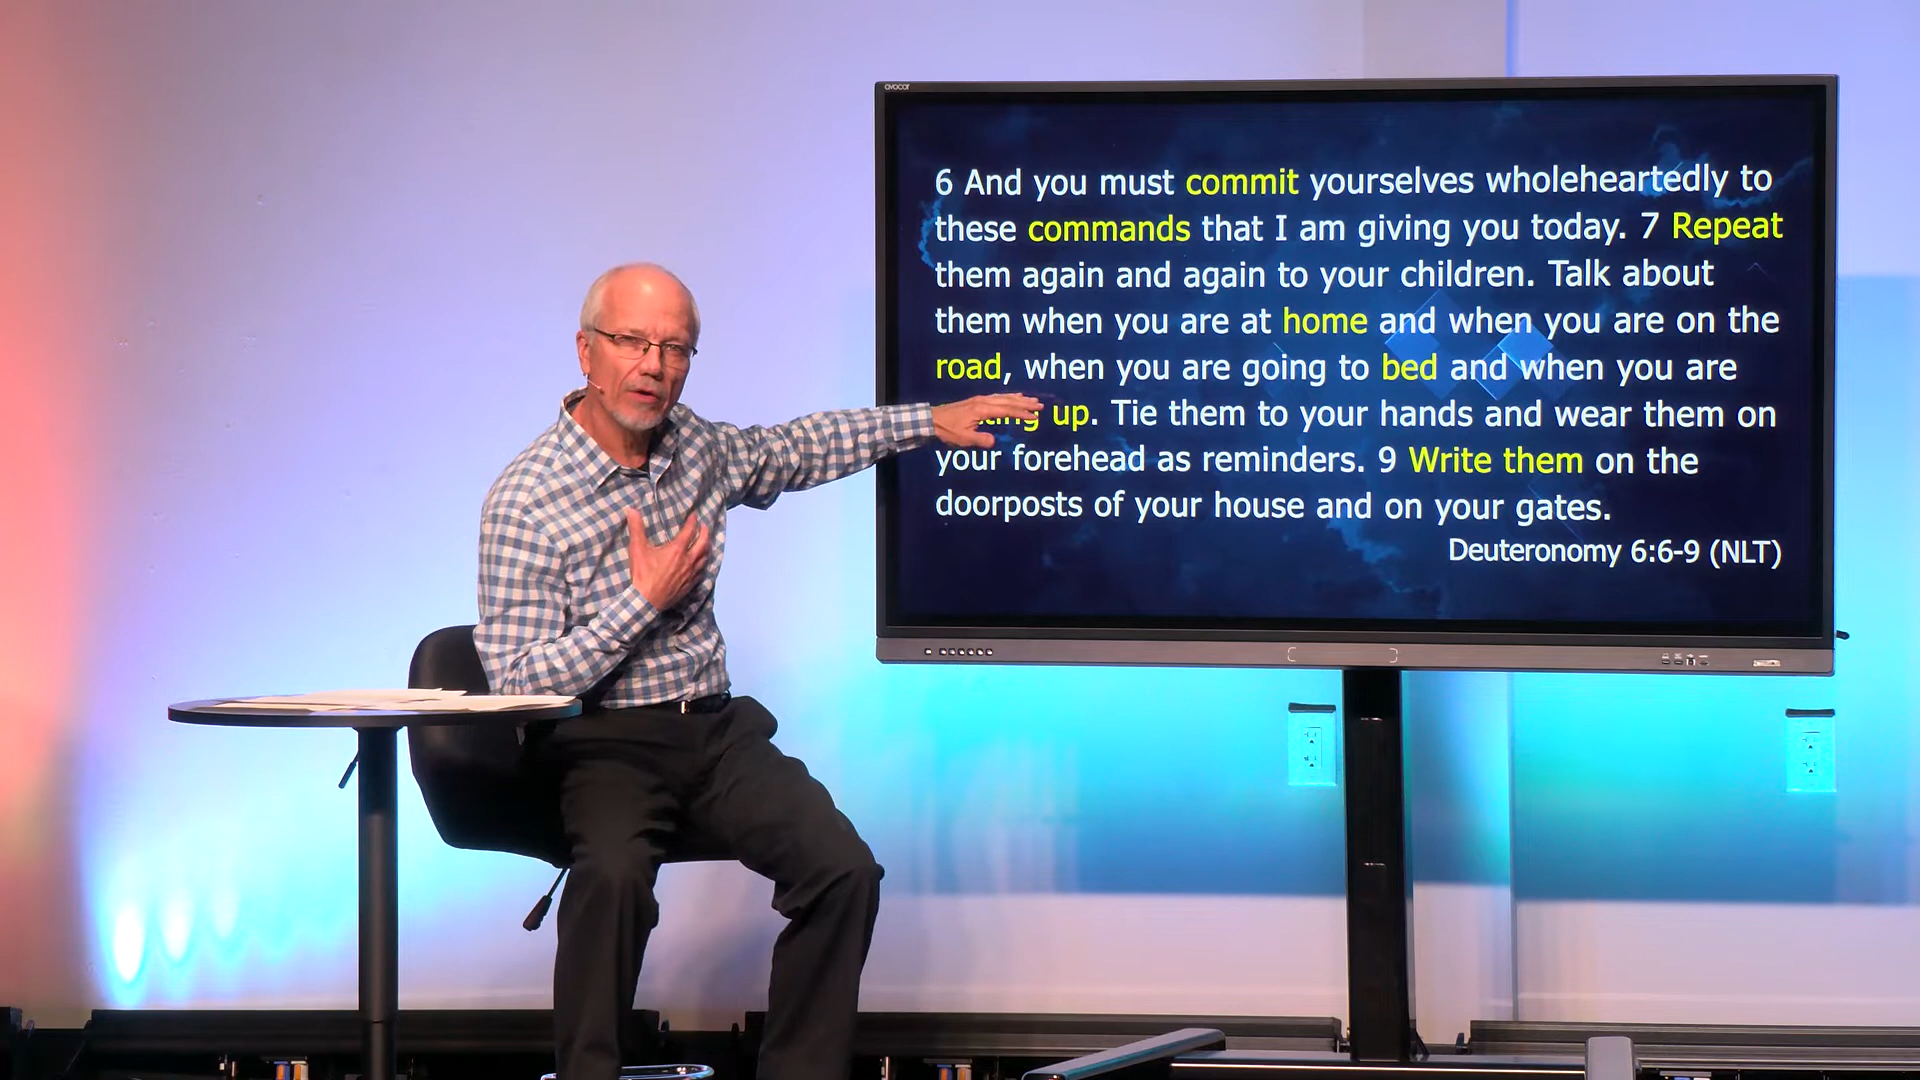 avocor
6 And you must commit yourselves wholeheartedly to
these commands that I am giving you today. 7 Repeat
them again and again to your children. Talk about
them when you are at home and when you are on the
road, when you are going to bed and when you are
up. Tie them to your hands and wear them on
your forehead as reminders. 9 Write them on the
doorposts of your house and on your gates.
Deuteronomy 6:6-9 (NLT)